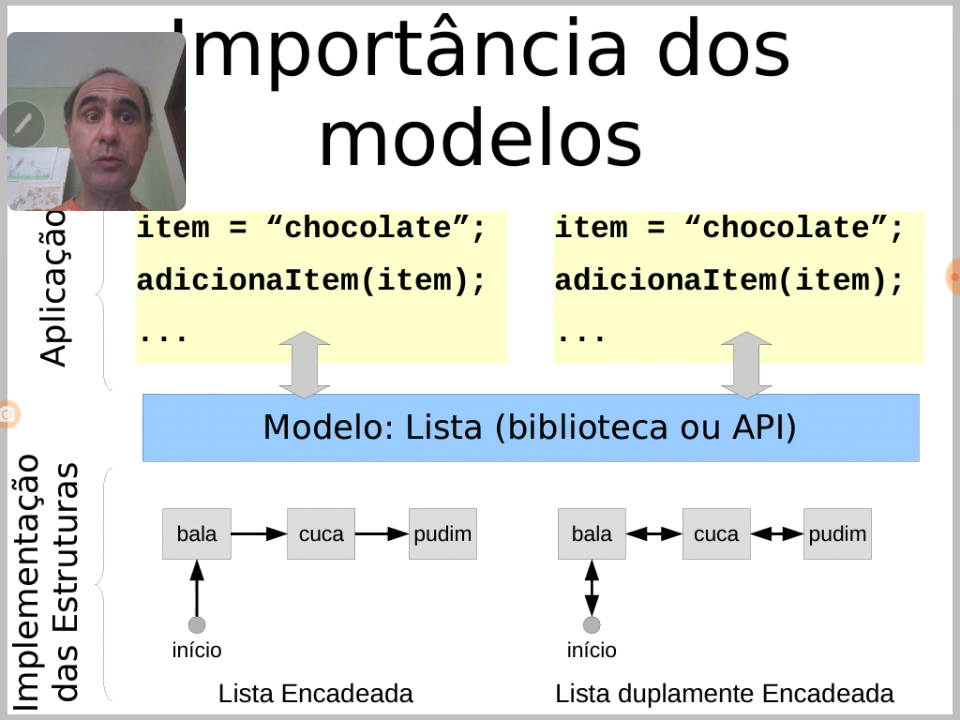 Importância dos
modelos
Aplicação
item = “chocolate”;
adicionaItem(item);
...
item = “chocolate”;
adicionaItem(item);
...
Modelo: Lista (biblioteca ou API)
Implementação
das Estruturas
bala
cuca
pudim
início
Lista Encadeada
bala
cuca
pudim
início
Lista duplamente Encadeada